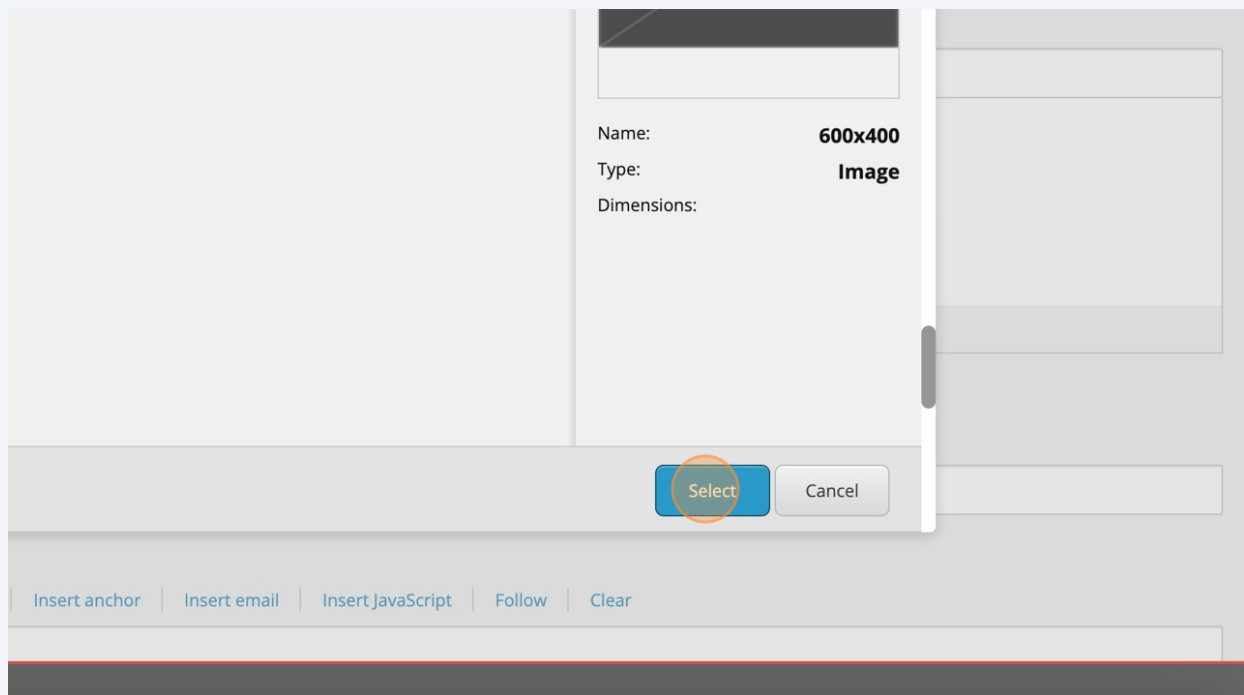 Name: 600x400
Type: Image
Dimensions:
Select Cancel
Insert anchor Insert email Insert JavaScript Follow Clear